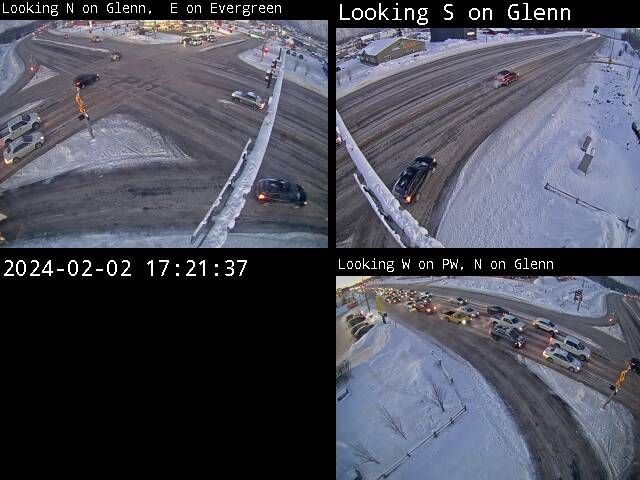 Looking N on Glenn,  E on Evergreen
Looking S on Glenn
2024-02-02 17:21:37
Looking W on PW, N on Glenn